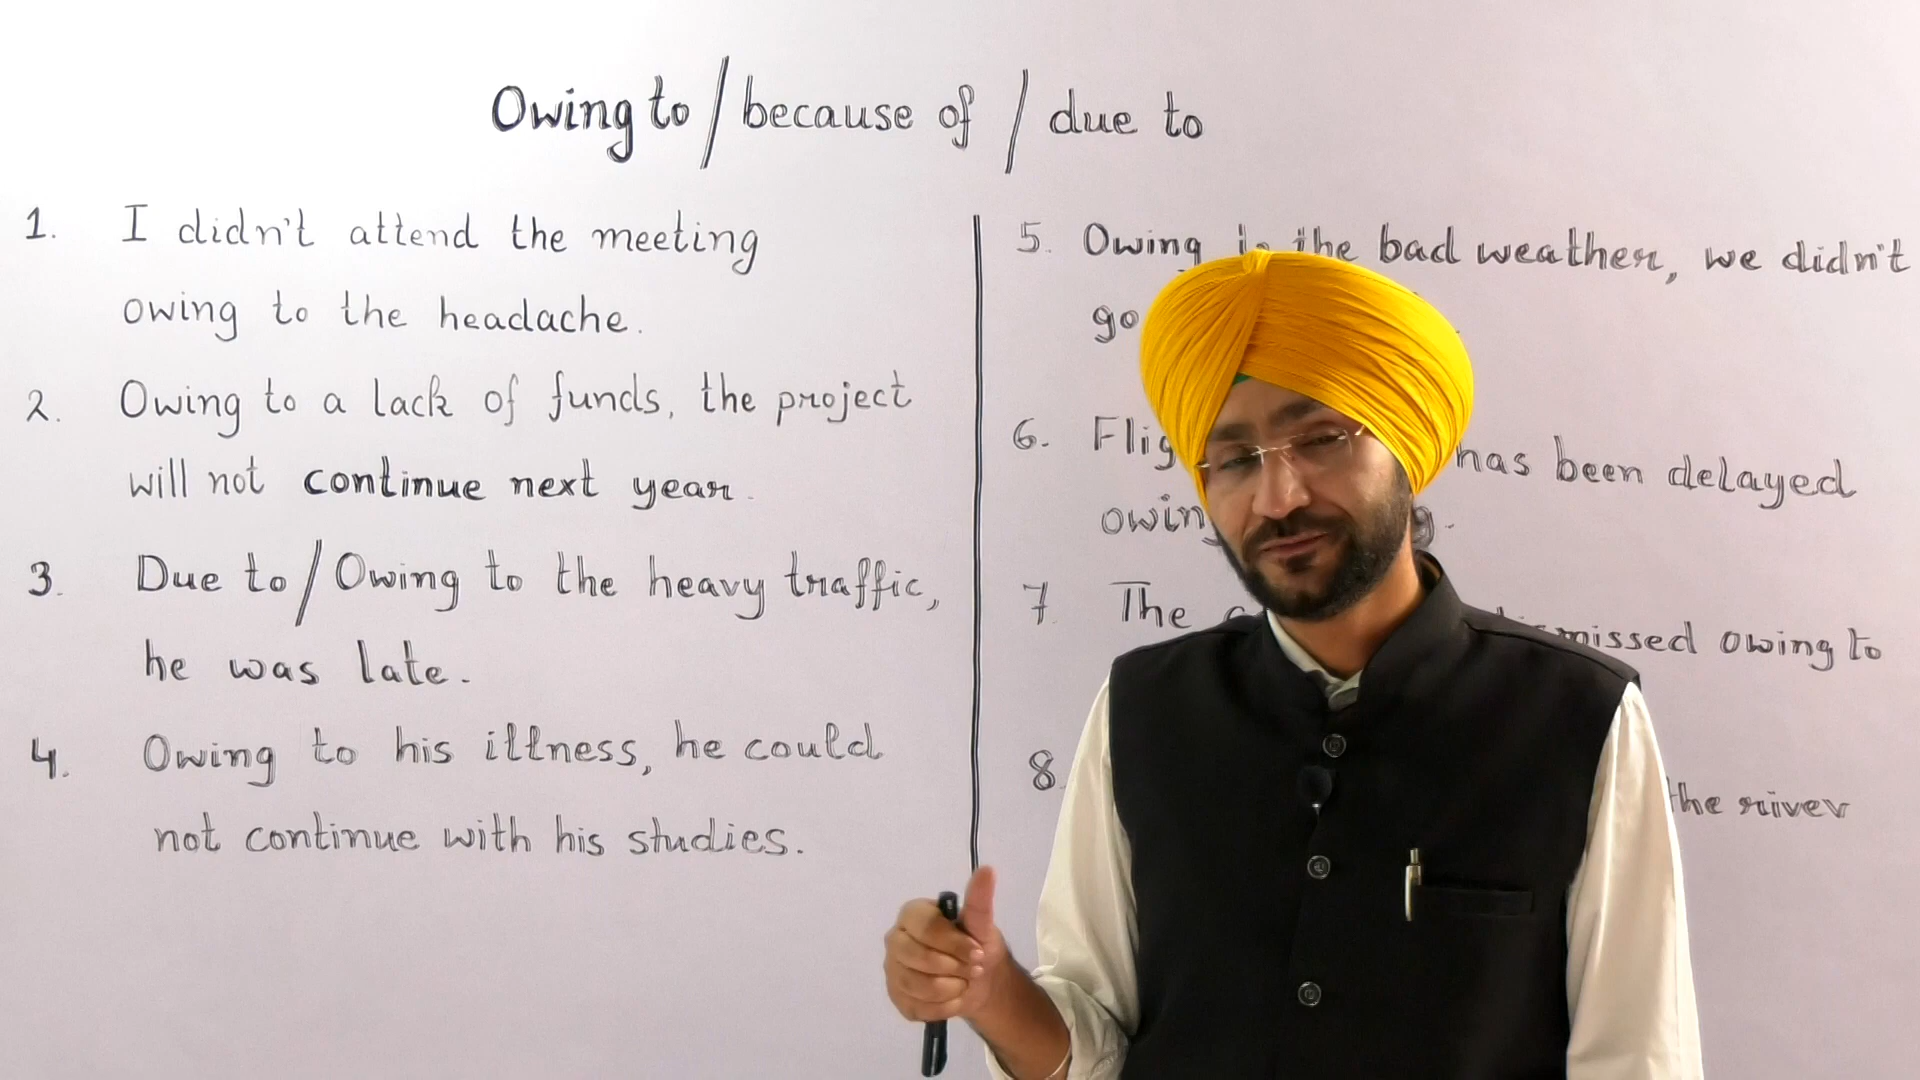 Owing to / because of / due to
1. I didn't attend the meeting
owing to the headache.
2. Owing to a lack of funds, the project
will not continue next year.
3. Due to / Owing to the heavy traffic,
he was late.
4. Owing to his illness, he could
not continue with his studies.
5. Owing the bad weather, we didn't
go
6. has been delayed
7 The owing to
8.
the river